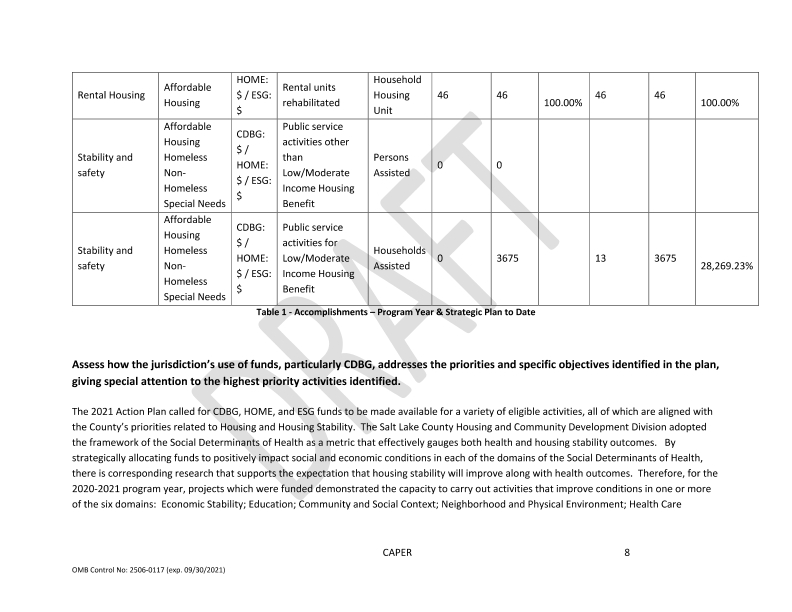 Rental Housing
Affordable
Housing
HOME:
$ / ESG:
$
Rental units
rehabilitated
Household
Housing
Unit
46
46
100.00%
46
46
100.00%
Stability and
safety
Affordable
Housing
Homeless
Non-
Homeless
Special Needs
CDBG:
$ /
HOME:
$ / ESG:
$
Public service
activities other
than
Low/Moderate
Income Housing
Benefit
Persons
Assisted
0
0
Stability and
safety
Affordable
Housing
Homeless
Non-
Homeless
Special Needs
CDBG:
$ /
HOME:
$ / ESG:
$
Public service
activities for
Low/Moderate
Income Housing
Benefit
Households
Assisted
0
3675
13
3675
28,269.23%
Table 1 - Accomplishments – Program Year & Strategic Plan to Date
DRAFT
Assess how the jurisdiction’s use of funds, particularly CDBG, addresses the priorities and specific objectives identified in the plan,
giving special attention to the highest priority activities identified.
The 2021 Action Plan called for CDBG, HOME, and ESG funds to be made available for a variety of eligible activities, all of which are aligned with
the County’s priorities related to Housing and Housing Stability.  The Salt Lake County Housing and Community Development Division adopted
the framework of the Social Determinants of Health as a metric that effectively gauges both health and housing stability outcomes.   By
strategically allocating funds to positively impact social and economic conditions in each of the domains of the Social Determinants of Health,
there is corresponding research that supports the expectation that housing stability will improve along with health outcomes.  Therefore, for the
2020-2021 program year, projects which were funded demonstrated the capacity to carry out activities that improve conditions in one or more
of the six domains:  Economic Stability; Education; Community and Social Context; Neighborhood and Physical Environment; Health Care
CAPER
8
OMB Control No: 2506-0117 (exp. 09/30/2021)